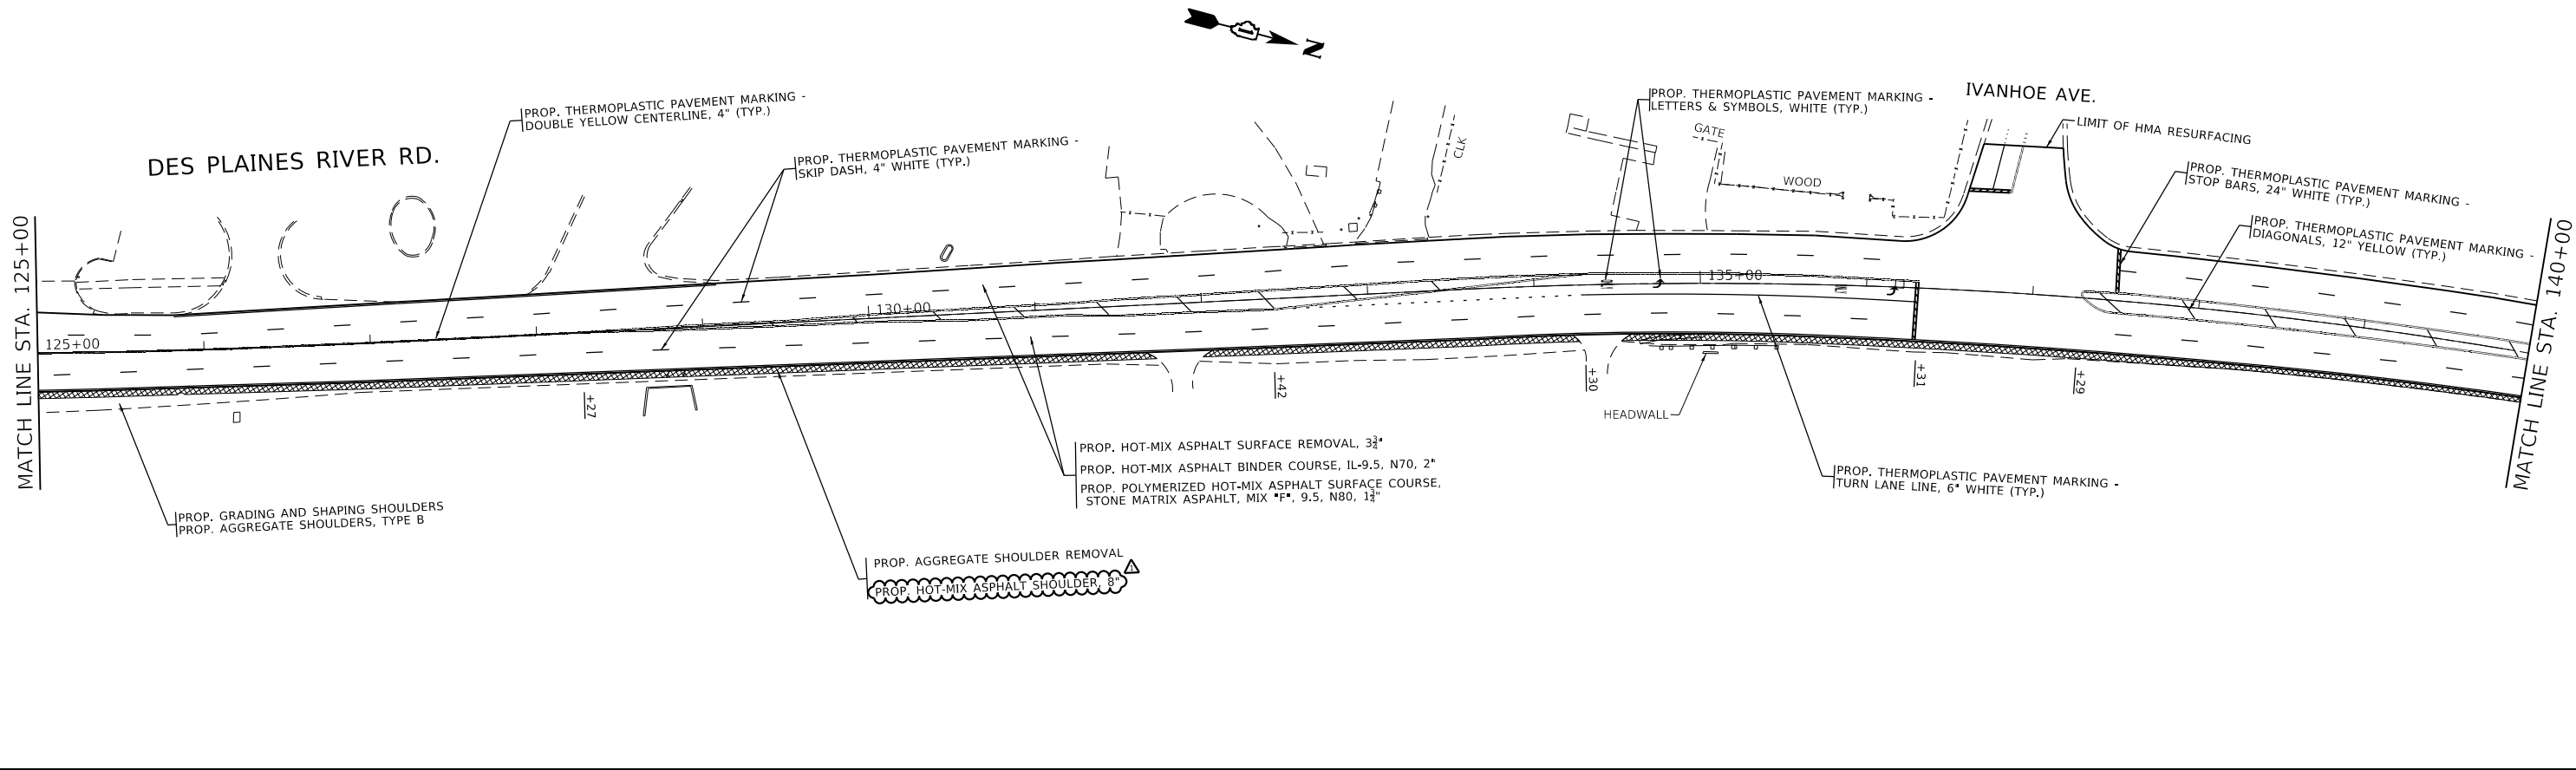 N
DES PLAINES RIVER RD.
PROP. THERMOPLASTIC PAVEMENT MARKING -
DOUBLE YELLOW CENTERLINE, 4" (TYP.)
PROP. THERMOPLASTIC PAVEMENT MARKING -
SKIP DASH, 4" WHITE (TYP.)
CLK
PROP. THERMOPLASTIC PAVEMENT MARKING -
LETTERS & SYMBOLS, WHITE (TYP.)
GATE
WOOD
IVANHOE AVE.
LIMIT OF HMA RESURFACING
PROP. THERMOPLASTIC PAVEMENT MARKING -
STOP BARS, 24" WHITE (TYP.)
PROP. THERMOPLASTIC PAVEMENT MARKING -
DIAGONALS, 12" YELLOW (TYP.)
MATCH LINE STA. 125+00
125+00
130+00
135+00
MATCH LINE STA. 140+00
+27
+42
+30
+31
+29
HEADWALL
PROP. HOT-MIX ASPHALT SURFACE REMOVAL, 3¾"
PROP. HOT-MIX ASPHALT BINDER COURSE, IL-9.5, N70, 2"
PROP. POLYMERIZED HOT-MIX ASPHALT SURFACE COURSE,
STONE MATRIX ASPAHLT, MIX "F", 9.5, N80, 1¾"
PROP. THERMOPLASTIC PAVEMENT MARKING -
TURN LANE LINE, 6" WHITE (TYP.)
PROP. GRADING AND SHAPING SHOULDERS
PROP. AGGREGATE SHOULDERS, TYPE B
PROP. AGGREGATE SHOULDER REMOVAL
PROP. HOT-MIX ASPHALT SHOULDER, 8"
1